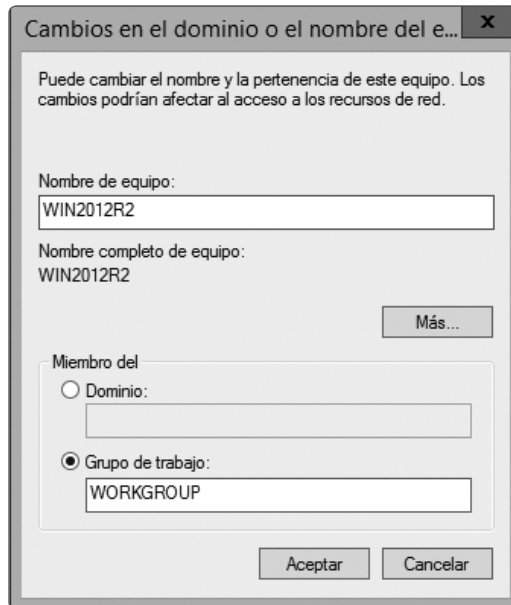 Cambios en el dominio o el nombre del e... x
Puede cambiar el nombre y la pertenencia de este equipo. Los
cambios podrían afectar al acceso a los recursos de red.
Nombre de equipo:
WIN2012R2
Nombre completo de equipo:
WIN2012R2
Más...
Miembro del
Dominio:
Grupo de trabajo:
WORKGROUP
Aceptar Cancelar